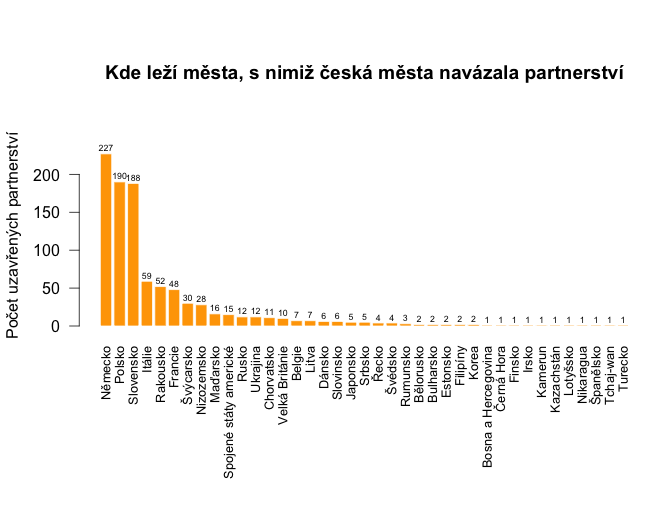 Kde leží města, s nimiž česká města navázala partnerství
Počet uzavřených partnerství
200
150
100
50
0
227
190
188
59
52
48
30
28
16
15
12
12
11
10
7
7
6
6
5
5
4
4
3
2
2
2
2
2
1
1
1
1
1
1
1
1
1
1
1
Německo
Polsko
Slovensko
Itálie
Rakousko
Francie
Švýcarsko
Nizozemsko
Maďarsko
Spojené státy americké
Rusko
Ukrajina
Chorvatsko
Velká Británie
Belgie
Litva
Dánsko
Slovinsko
Japonsko
Srbsko
Řecko
Švédsko
Rumunsko
Bělorusko
Bulharsko
Estonsko
Filipíny
Korea
Bosna a Hercegovina
Černá Hora
Finsko
Irsko
Kamerun
Kazachstán
Lotyšsko
Nikaragua
Španělsko
Tchaj-wan
Turecko